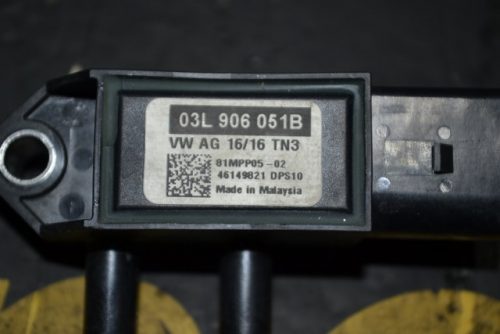 03L 906 051B
VW AG 16/16 TN3
81MPP05-02
46149821 DPS10
Made in Malaysia